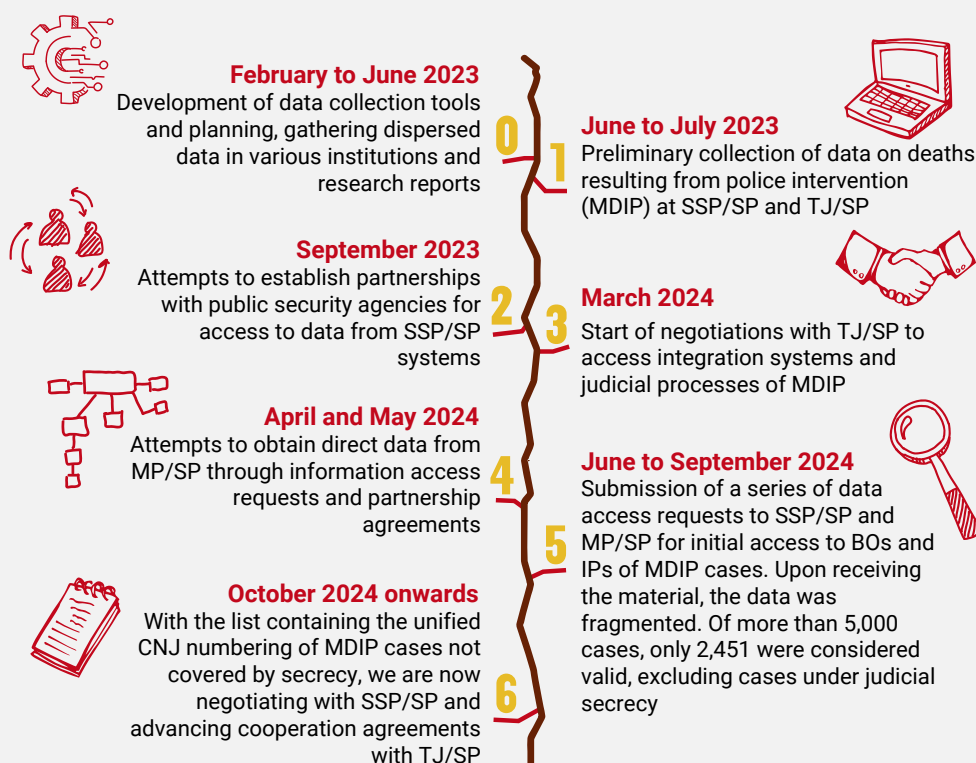 February to June 2023
Development of data collection tools
and planning, gathering dispersed
data in various institutions and
research reports
0
June to July 2023
1
Preliminary collection of data on deaths
resulting from police intervention
(MDIP) at SSP/SP and TJ/SP
September 2023
Attempts to establish partnerships
with public security agencies for
access to data from SSP/SP
systems
2
March 2024
3
Start of negotiations with TJ/SP to
access integration systems and
judicial processes of MDIP
April and May 2024
Attempts to obtain direct data from
MP/SP through information access
requests and partnership
agreements
4
June to September 2024
Submission of a series of data
access requests to SSP/SP and
MP/SP for initial access to BOs and
IPs of MDIP cases. Upon receiving
the material, the data was
fragmented. Of more than 5,000
cases, only 2,451 were considered
valid, excluding cases under judicial
secrecy
5
October 2024 onwards
With the list containing the unified
CNJ numbering of MDIP cases not
covered by secrecy, we are now
negotiating with SSP/SP and
advancing cooperation agreements
with TJ/SP
6